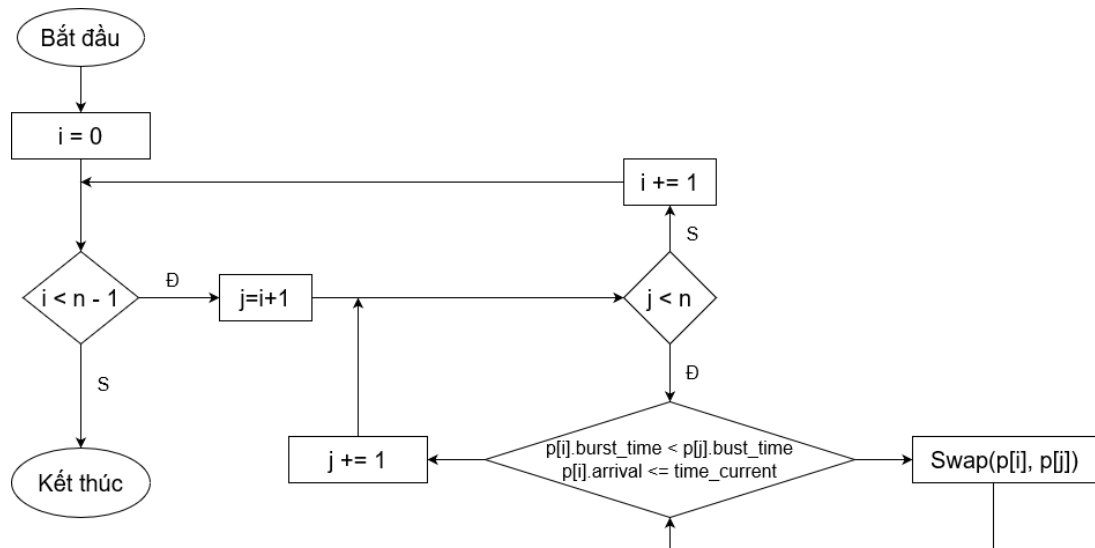 Bắt đầu
i = 0
i += 1
S
i < n - 1
Đ
j=i+1
j < n
S
Đ
p[i].burst_time < p[j].bust_time
p[i].arrival <= time_current
j += 1
Swap(p[i], p[j])
Kết thúc